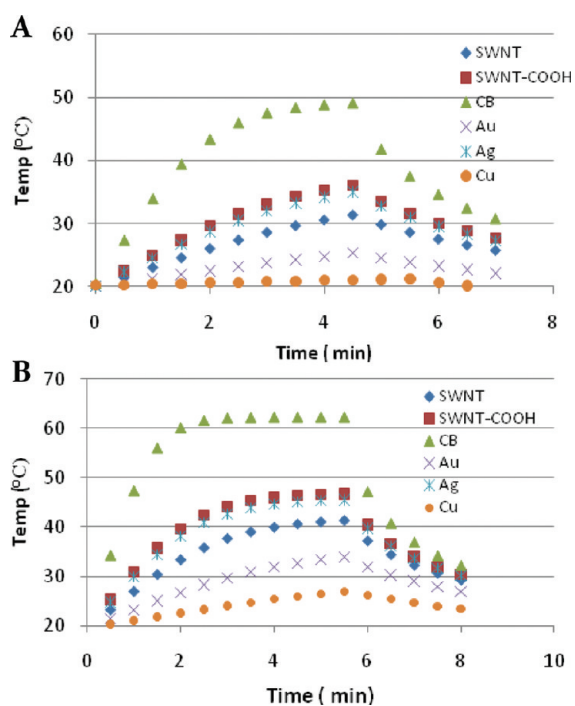 A
60
50
40
30
20
Temp (°C)
0
2
4
6
8
Time ( min)
SWNT
SWNT-COOH
CB
Au
Ag
Cu
B
70
60
50
40
30
20
Temp (°C)
0
2
4
6
8
10
Time ( min)
SWNT
SWNT-COOH
CB
Au
Ag
Cu